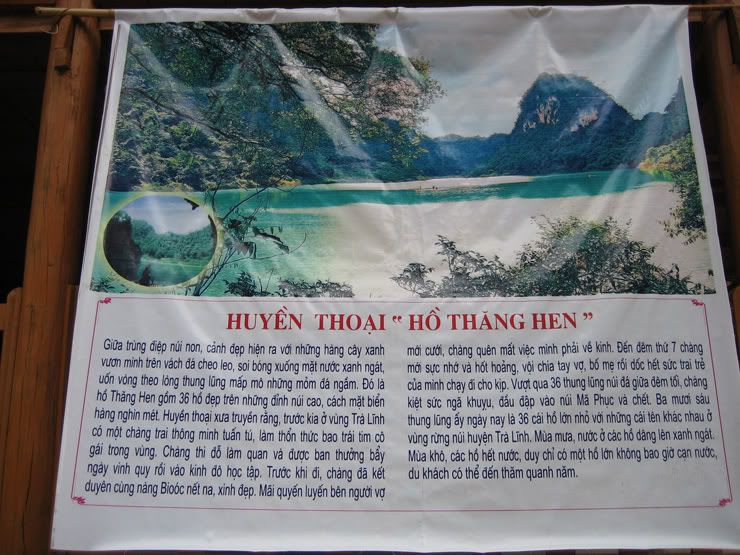 HUYỀN THOẠI “ HỒ THĂNG HEN ”
Giữa trùng điệp núi non, cảnh đẹp hiện ra với những hàng cây xanh
vươn mình trên vách đá cheo leo, soi bóng xuống mặt nước xanh ngát,
uốn vòng theo lòng thung lũng mấp mô những mỏm đá ngầm. Đó là
hồ Thăng Hen gồm 36 hồ đẹp trên những đỉnh núi cao, cách mặt biển
hàng nghìn mét. Huyền thoại xưa truyền rằng, trước kia ở vùng Trà Lĩnh
có một chàng trai thông minh tuấn tú, làm thổn thức bao trái tim cô
gái trong vùng. Chàng thi đỗ làm quan và được ban thưởng bẩy
ngày vinh quy rồi vào kinh đô học tập. Trước khi đi, chàng đã kết
duyên cùng nàng Bioóc nết na, xinh đẹp. Mãi quyến luyến bên người vợ
mới cưới, chàng quên mất việc mình phải về kinh. Đến đêm thứ 7 chàng
mới sực nhớ và hốt hoảng, vội chia tay vợ, bố mẹ rồi dốc hết sức trai trẻ
của mình chạy đi cho kịp. Vượt qua 36 thung lũng núi đá giữa đêm tối, chàng
kiệt sức ngã khuỵu, đầu đập vào núi Mã Phục và chết. Ba mươi sáu
thung lũng ấy ngày nay là 36 cái hồ lớn nhỏ với những cái tên khác nhau ở
vùng rừng núi huyện Trà Lĩnh. Mùa mưa, nước ở các hồ dâng lên xanh ngát.
Mùa khô, các hồ hết nước, duy chỉ có một hồ lớn không bao giờ cạn nước,
du khách có thể đến thăm quanh năm.